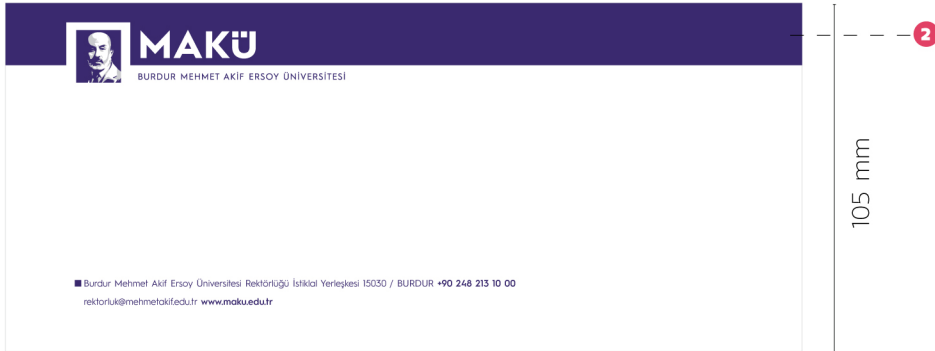 MAKÜ
BURDUR MEHMET AKİF ERSOY ÜNİVERSİTESİ
2
105 mm
Burdur Mehmet Akif Ersoy Üniversitesi Rektörlüğü İstiklal Yerleşkesi 15030 / BURDUR +90 248 213 10 00
rektorluk@mehmetakif.edu.tr www.maku.edu.tr